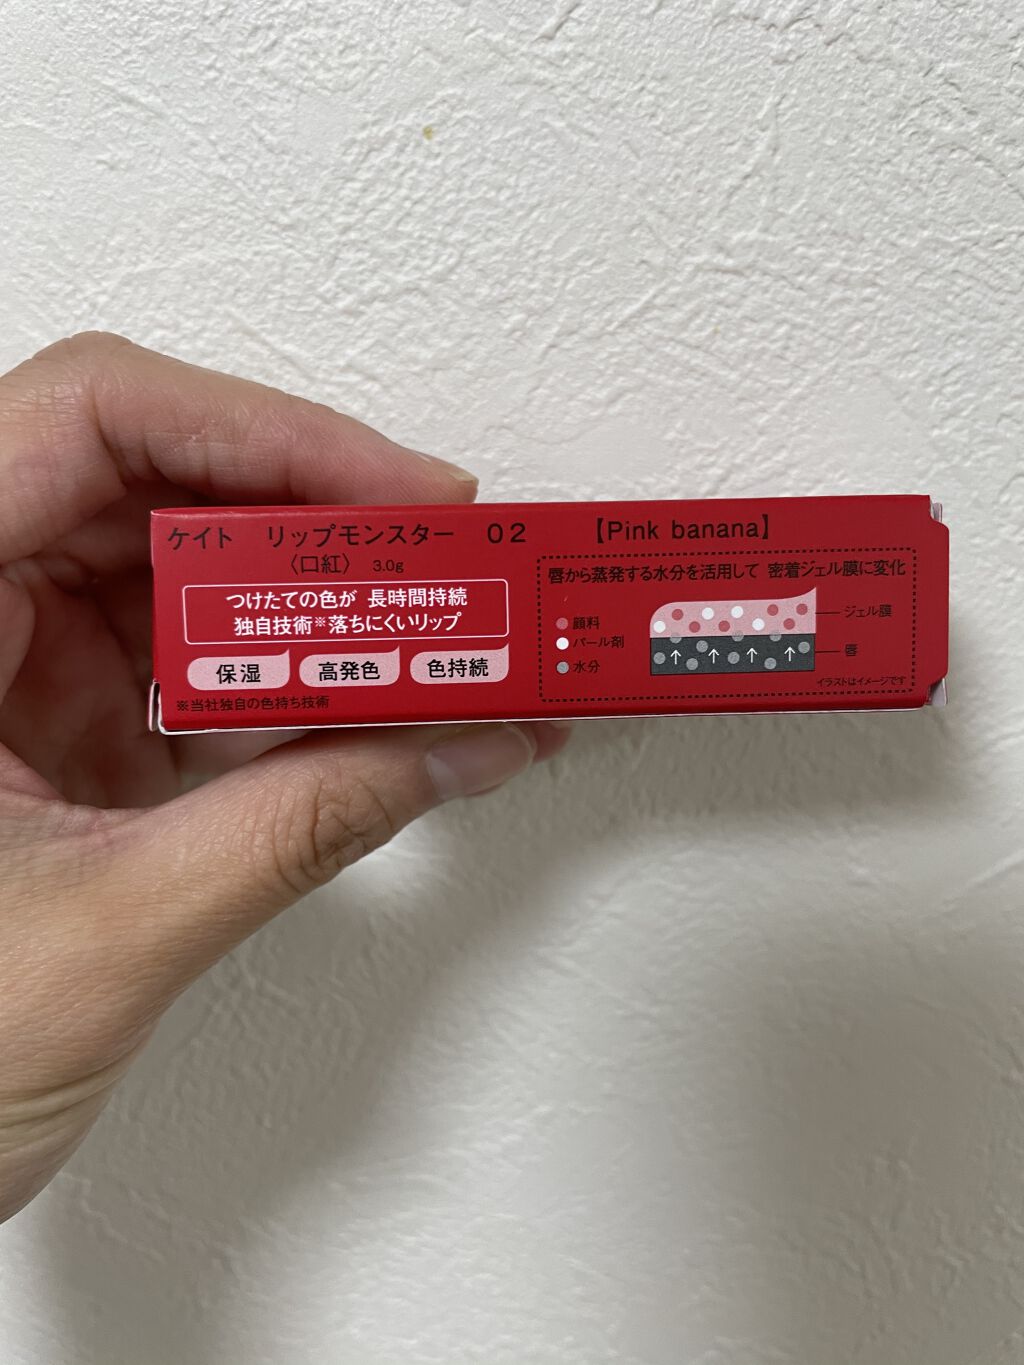 ケイト リップモンスター 02 【Pink banana】
〈口紅〉 3.0g
つけたての色が 長時間持続
独自技術※落ちにくいリップ
保湿
高発色
色持続
※当社独自の色持ち技術
唇から蒸発する水分を活用して 密着ジェル膜に変化
顔料
パール剤
水分
ジェル膜
唇
イラストはイメージです